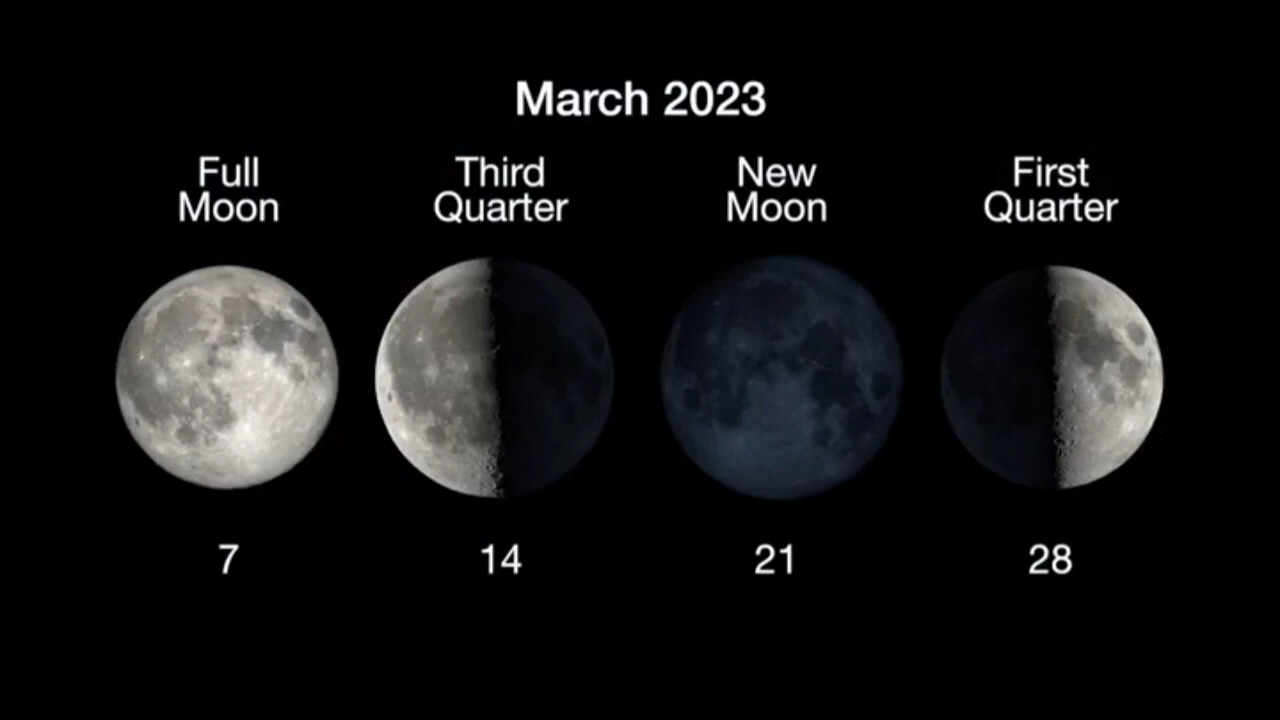 March 2023
Full
Moon
Third
Quarter
New
Moon
First
Quarter
7
14
21
28